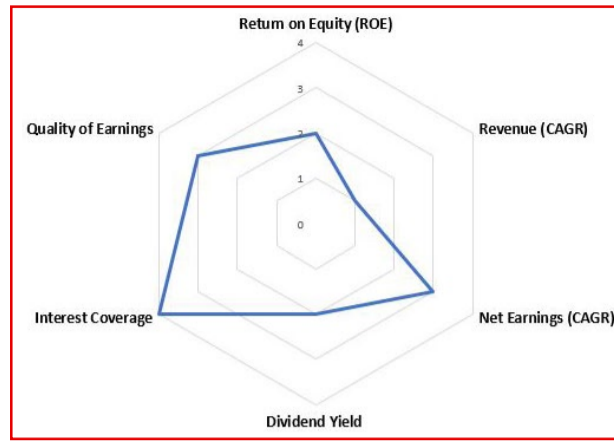 Return on Equity (ROE)
4
3
Quality of Earnings
Revenue (CAGR)
2
1
0
Interest Coverage
Net Earnings (CAGR)
Dividend Yield